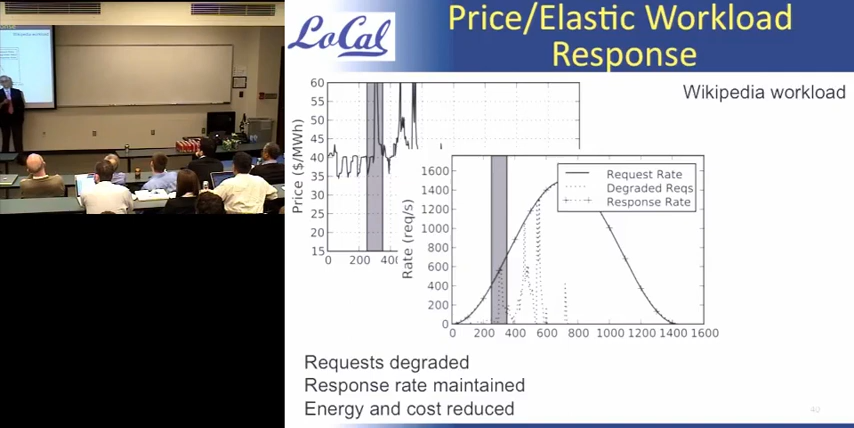 Wikipedia workload
LoCal
Price/Elastic Workload
Response
Wikipedia workload
60
55
50
45
40
35
30
25
20
15
Price ($/MWh)
0 200 400
1600
1400
1200
1000
800
600
400
200
0
Rate (req/s)
Request Rate
Degraded Reqs
Response Rate
0 200 400 600 800 1000 1200 1400 1600
Requests degraded
Response rate maintained
Energy and cost reduced
40